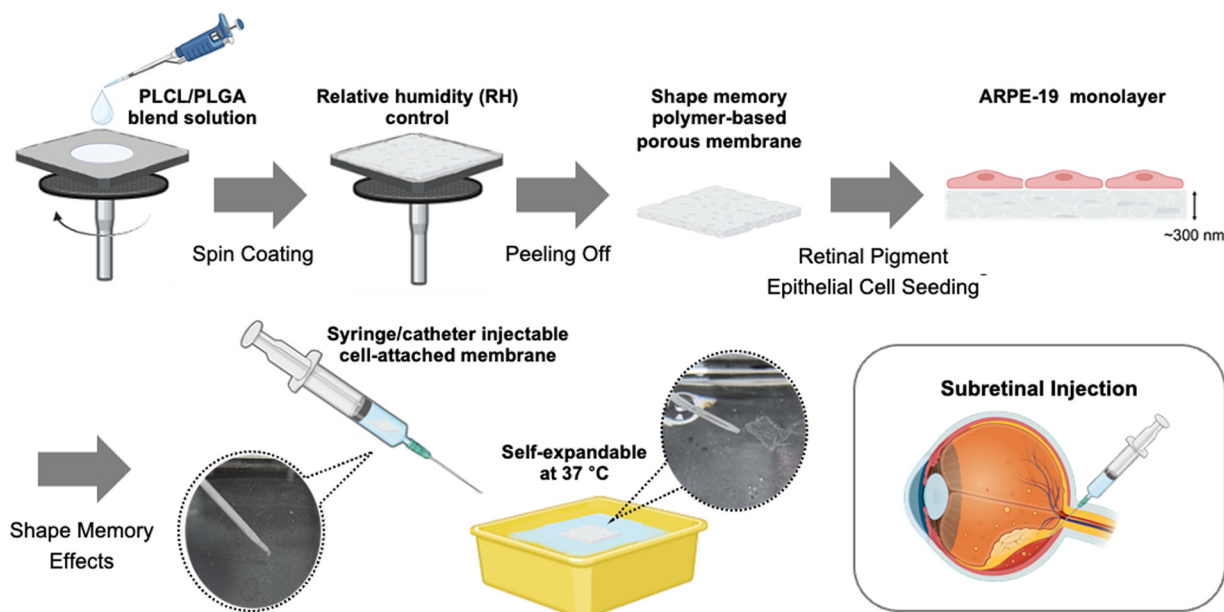 PLCL/PLGA
blend solution
Relative humidity (RH)
control
Shape memory
polymer-based
porous membrane
ARPE-19 monolayer
Spin Coating
Peeling Off
Retinal Pigment
Epithelial Cell Seeding
~300 nm
Syringe/catheter injectable
cell-attached membrane
Self-expandable
at 37 °C
Shape Memory
Effects
Subretinal Injection